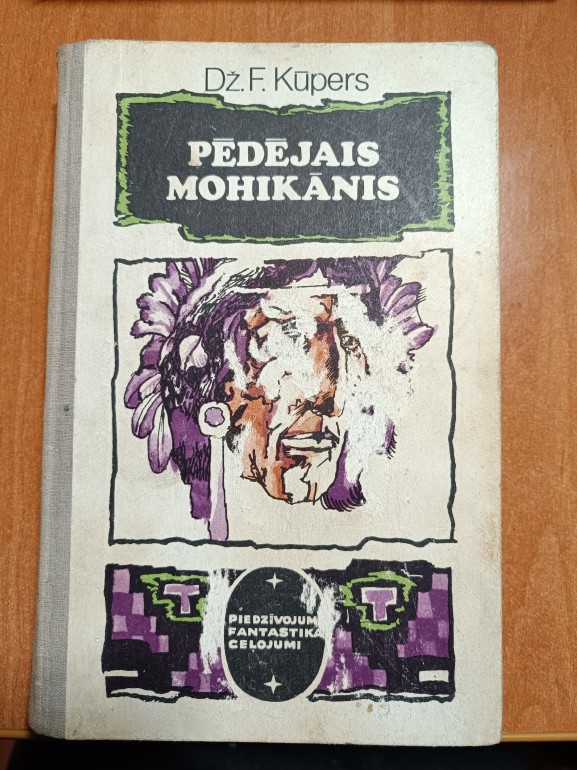 Dž. F. Kūpers
PĒDĒJAIS
MOHIKĀNIS
T T
PIEDZĪVOJUMI
FANTASTIKA
CEĻOJUMI